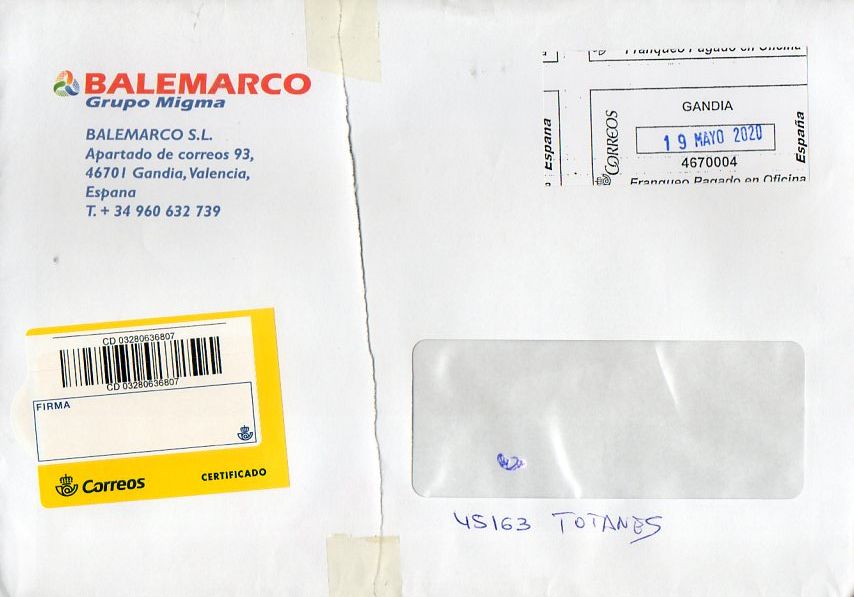 BALEMARCO
Grupo Migma
BALEMARCO S.L.
Apartado de correos 93,
46701 Gandia, Valencia,
Espana
T. + 34 960 632 739
Franqueo Pagado en Oficina
España
CORREOS
GANDIA
19 MAYO 2020
4670004
España
Franqueo Pagado en Oficina
CD 03280636807
CD 03280636807
FIRMA
Correos
CERTIFICADO
45163 TOTANES